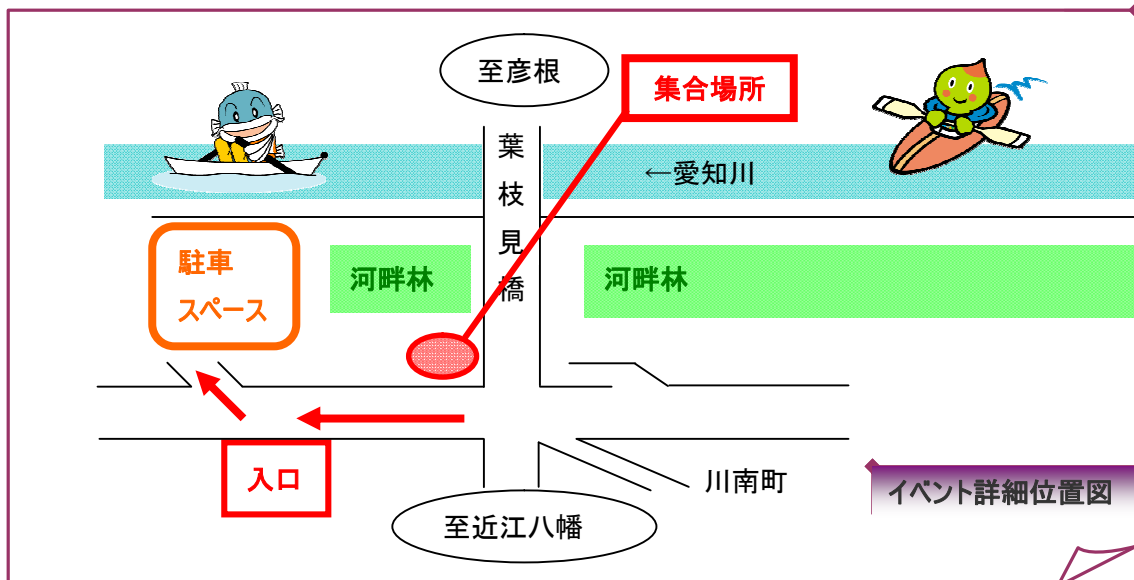 至彦根
集合場所
葉枝見橋
←愛知川
駐車
スペース
河畔林
河畔林
入口
川南町
イベント詳細位置図
至近江八幡